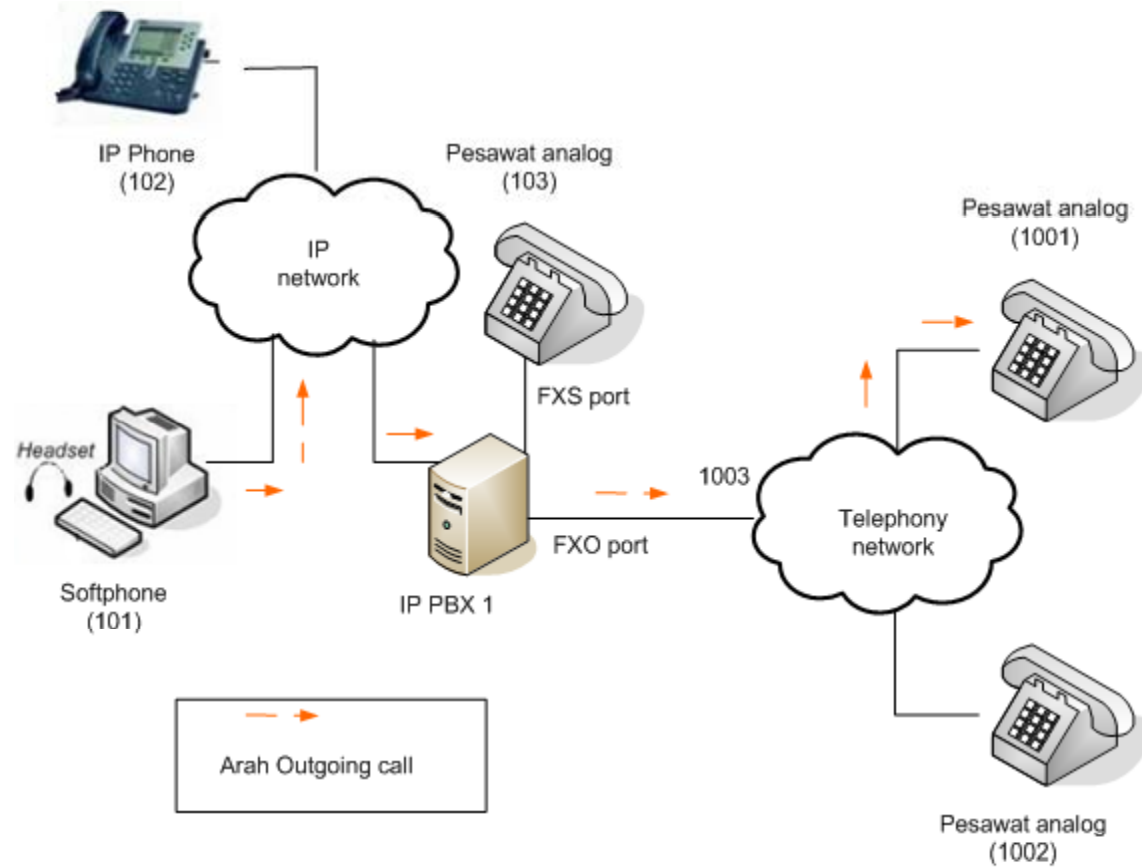 IP Phone
(102)
Pesawat analog
(103)
Pesawat analog
(1001)
IP
network
FXS port
Headset
1003
Telephony
network
FXO port
Softphone
(101)
IP PBX 1
Arah Outgoing call
Pesawat analog
(1002)